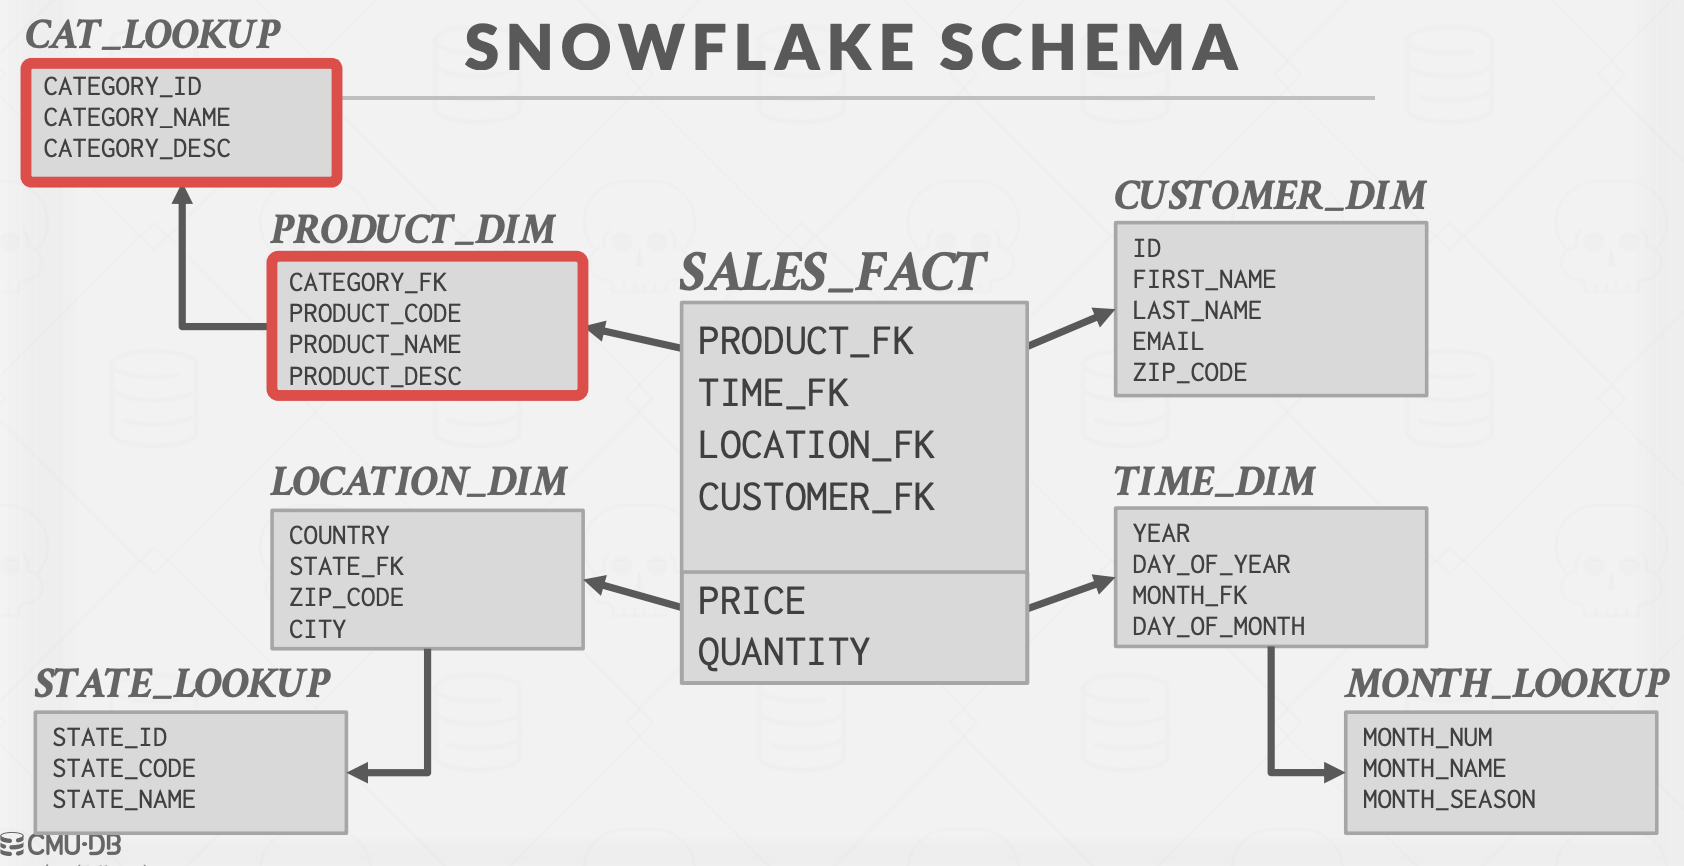 SNOWFLAKE SCHEMA
CAT_LOOKUP
CATEGORY_ID
CATEGORY_NAME
CATEGORY_DESC
PRODUCT_DIM
CATEGORY_FK
PRODUCT_CODE
PRODUCT_NAME
PRODUCT_DESC
SALES_FACT
PRODUCT_FK
TIME_FK
LOCATION_FK
CUSTOMER_FK
PRICE
QUANTITY
CUSTOMER_DIM
ID
FIRST_NAME
LAST_NAME
EMAIL
ZIP_CODE
LOCATION_DIM
COUNTRY
STATE_FK
ZIP_CODE
CITY
TIME_DIM
YEAR
DAY_OF_YEAR
MONTH_FK
DAY_OF_MONTH
STATE_LOOKUP
STATE_ID
STATE_CODE
STATE_NAME
MONTH_LOOKUP
MONTH_NUM
MONTH_NAME
MONTH_SEASON
CMU·DB